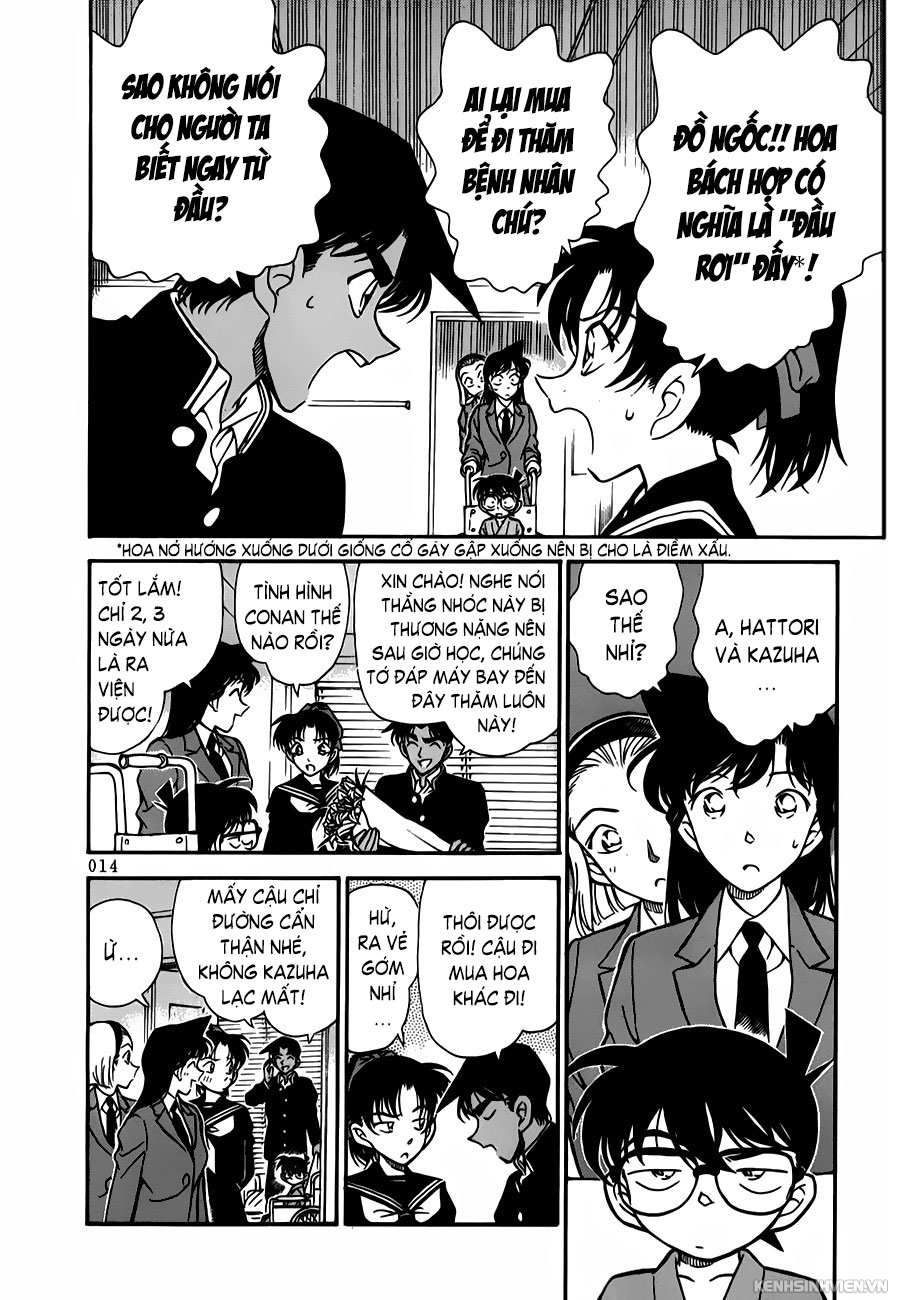 ĐỒ NGỐC!! HOA
BÁCH HỢP CÓ
NGHĨA LÀ "ĐẦU
RƠI" ĐẤY*!
AI LẠI MUA
ĐỂ ĐI THĂM
BỆNH NHÂN
CHỨ?
SAO KHÔNG NÓI
CHO NGƯỜI TA
BIẾT NGAY TỪ
ĐẦU?
*HOA NỞ HƯỚNG XUỐNG DƯỚI GIỐNG CỔ GÃY GẬP XUỐNG NÊN BỊ CHO LÀ ĐIỀM XẤU.
A, HATTORI
VÀ KAZUHA
...
SAO
THẾ
NHỈ?
XIN CHÀO! NGHE NÓI
THẰNG NHÓC NÀY BỊ
THƯƠNG NẶNG NÊN
SAU GIỜ HỌC, CHÚNG
TỚ ĐÁP MÁY BAY ĐẾN
ĐÂY THĂM LUÔN
NÀY!
TÌNH HÌNH
CONAN THẾ
NÀO RỒI?
TỐT LẮM!
CHỈ 2, 3
NGÀY NỮA
LÀ RA
VIỆN
ĐƯỢC!
014
THÔI ĐƯỢC
RỒI! CẬU ĐI
MUA HOA
KHÁC ĐI!
HỪ,
RA VẺ
GỚM
NHỈ
...
MẤY CẬU CHỈ
ĐƯỜNG CẨN
THẬN NHÉ,
KHÔNG KAZUHA
LẠC MẤT!
Ừ...
KENHSINHVIEN.VN